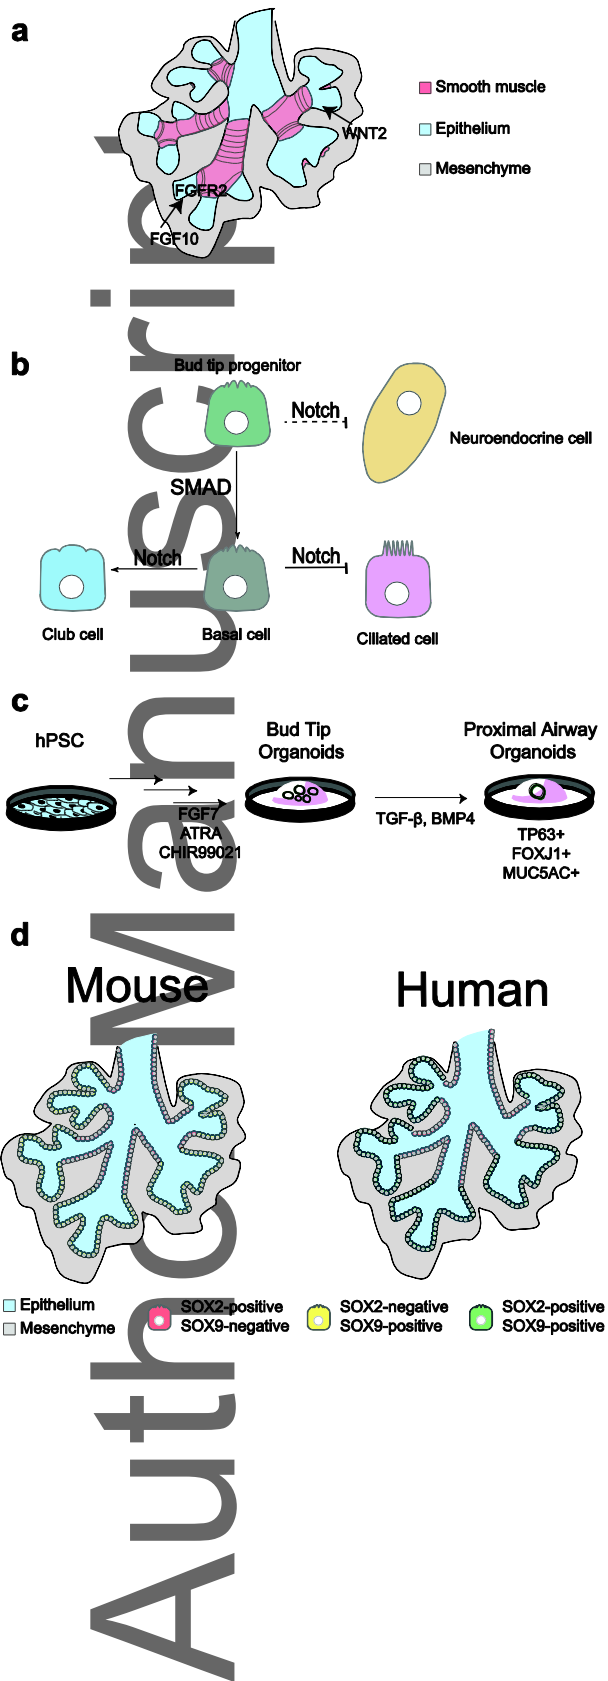 a
Smooth muscle
Epithelium
WNT2
Mesenchyme
FGFR2
FGF10
b
Bud tip progenitor
Notch
Neuroendocrine cell
SMAD
Notch
Notch
Club cell
Basal cell
Ciliated cell
c
hPSC
Bud Tip
Organoids
Proximal Airway
Organoids
FGF7
ATRA
CHIR99021
TGF-β, BMP4
TP63+
FOXJ1+
MUC5AC+
d
Mouse
Human
Epithelium
Mesenchyme
SOX2-positive
SOX9-negative
SOX2-negative
SOX9-positive
SOX2-positive
SOX9-positive
Author Manuscript